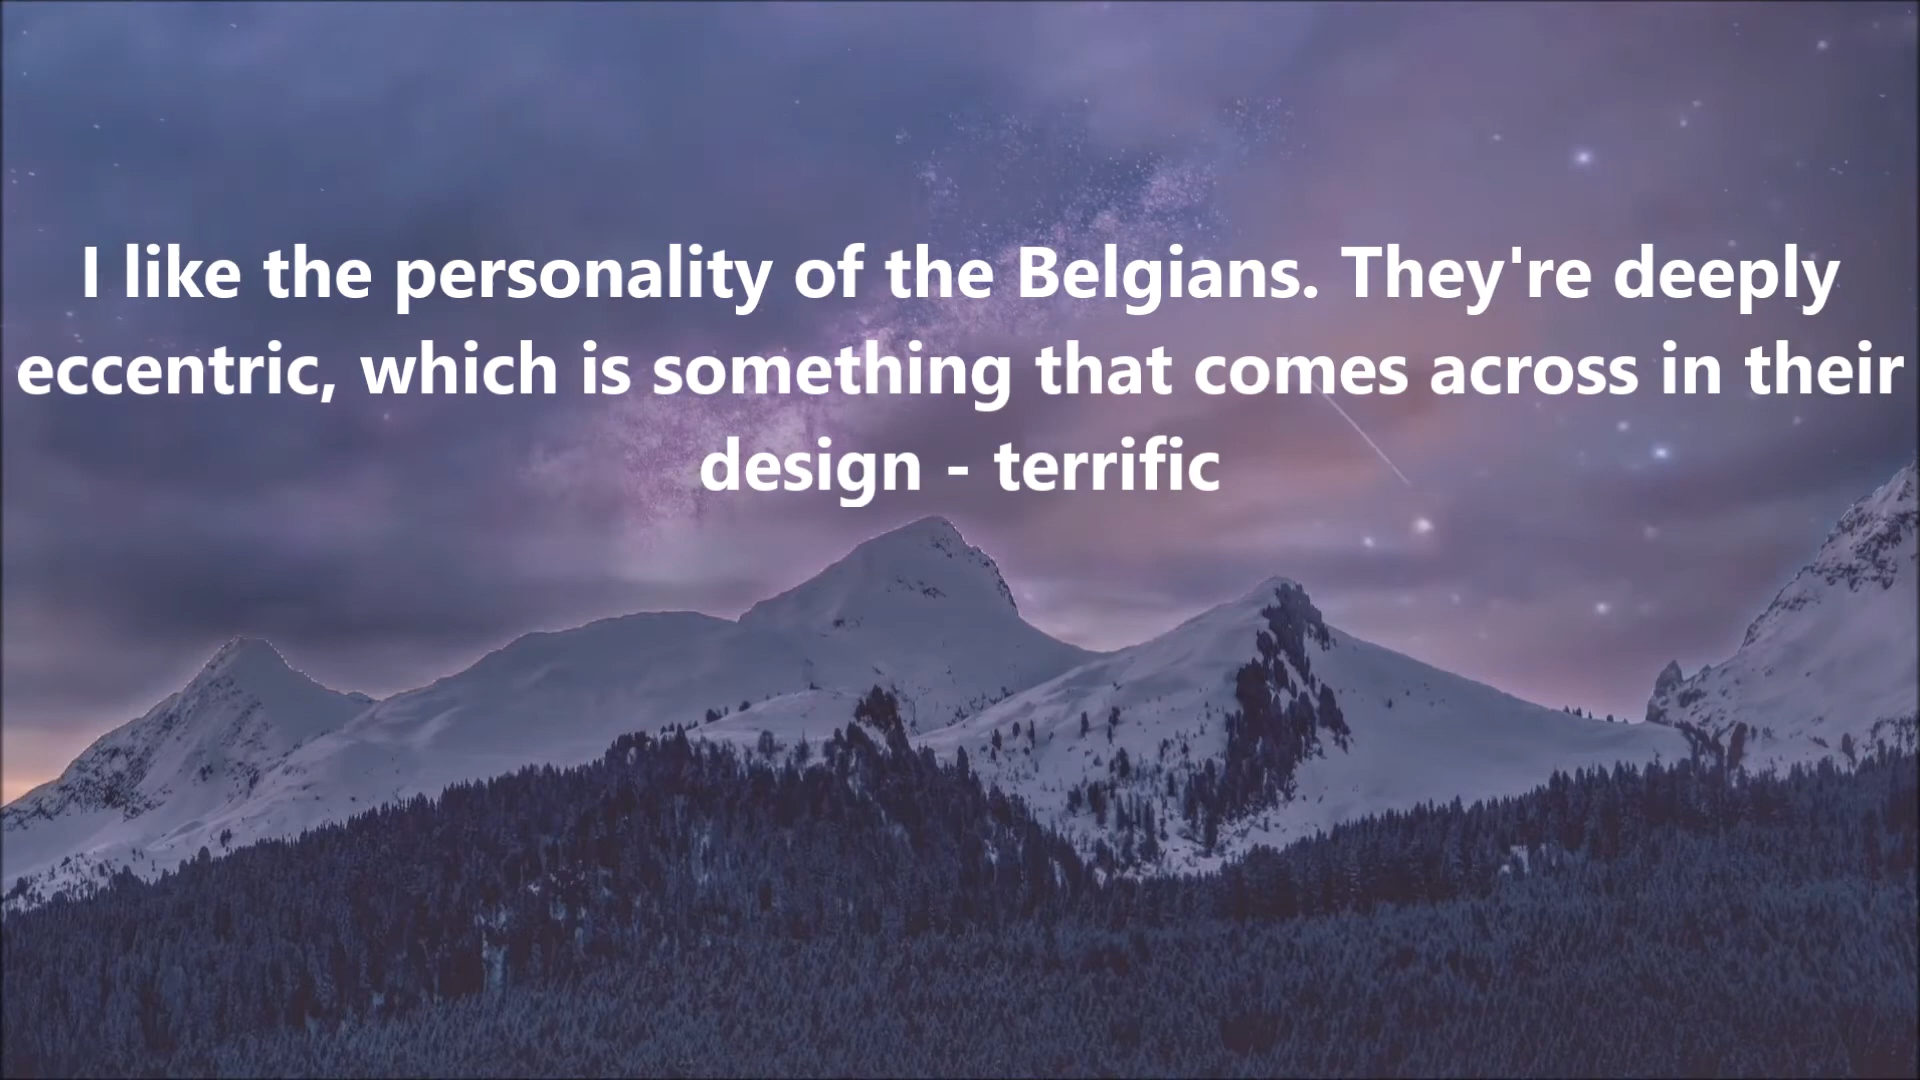 I like the personality of the Belgians. They're deeply
eccentric, which is something that comes across in their
design - terrific